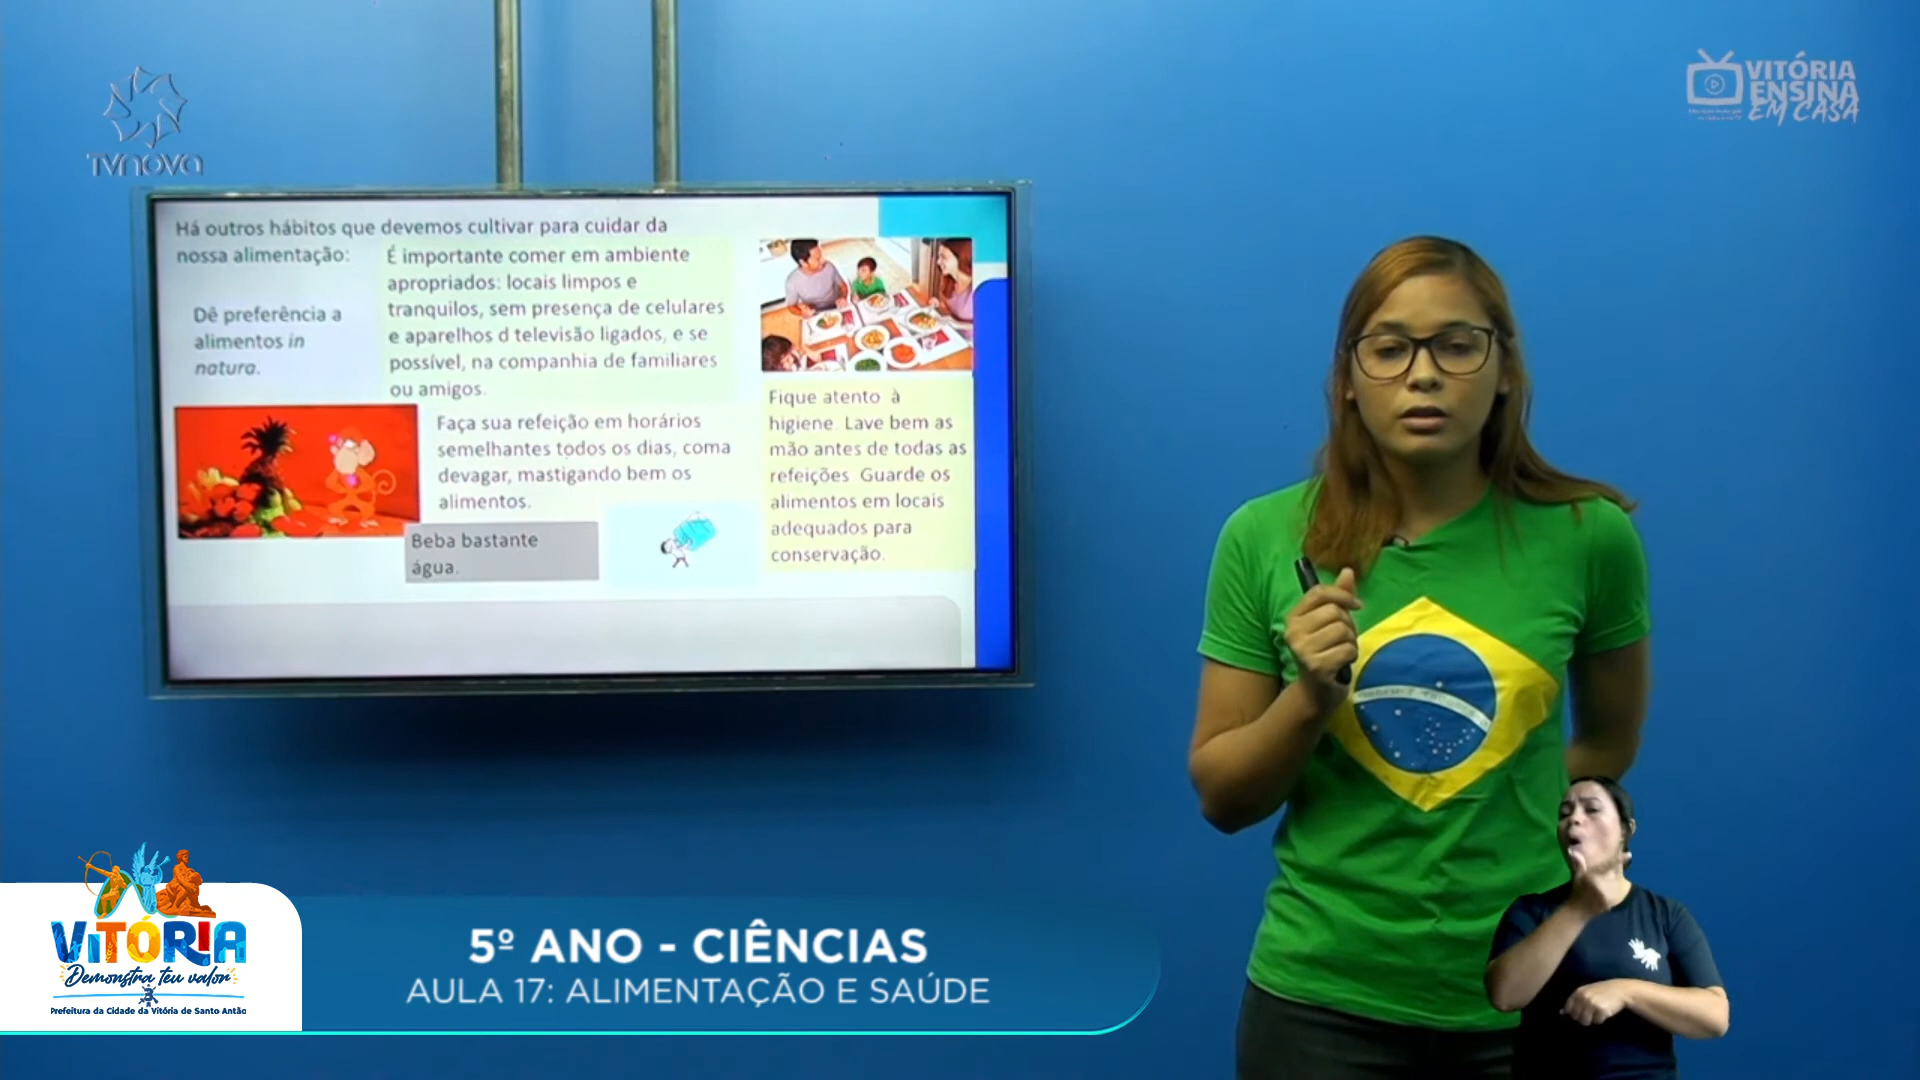 TVNOVA
VITÓRIA
ENSINA
EM CASA
Há outros hábitos que devemos cultivar para cuidar da
nossa alimentação:
É importante comer em ambiente
apropriados: locais limpos e
tranquilos, sem presença de celulares
e aparelhos d televisão ligados, e se
possível, na companhia de familiares
ou amigos.
Dê preferência a
alimentos in
natura.
Faça sua refeição em horários
semelhantes todos os dias, coma
devagar, mastigando bem os
alimentos.
Beba bastante
água.
Fique atento à
higiene. Lave bem as
mão antes de todas as
refeições Guarde os
alimentos em locais
adequados para
conservação.
VITÓRIA
Demonstra teu valor
Prefeitura da Cidade da Vitória de Santo Antão
5º ANO - CIÊNCIAS
AULA 17: ALIMENTAÇÃO E SAÚDE